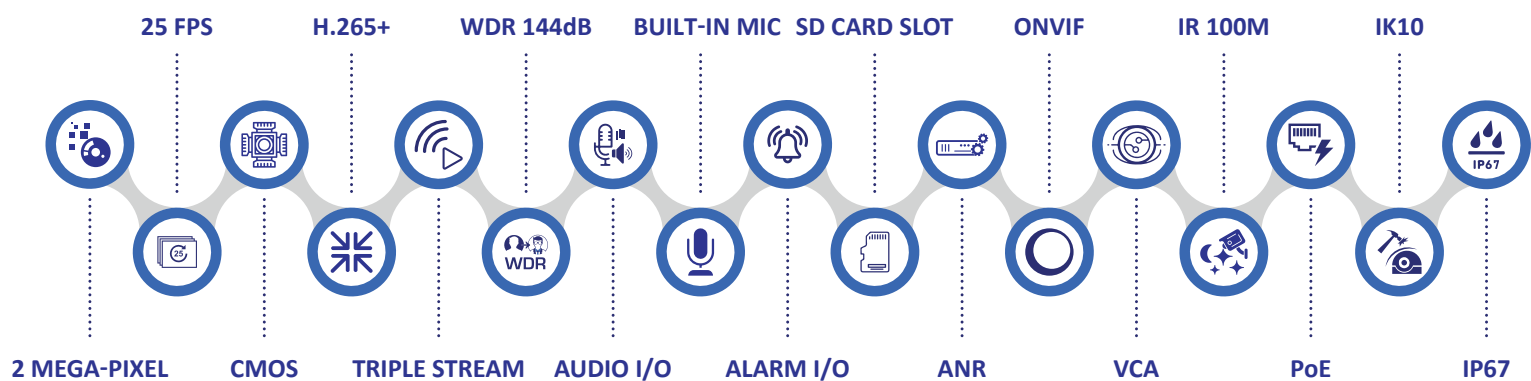 25 FPS H.265+ WDR 144dB BUILT-IN MIC SD CARD SLOT ONVIF IR 100M IK10
IP67
25
WDR
2 MEGA-PIXEL CMOS TRIPLE STREAM AUDIO I/O ALARM I/O ANR VCA PoE IP67